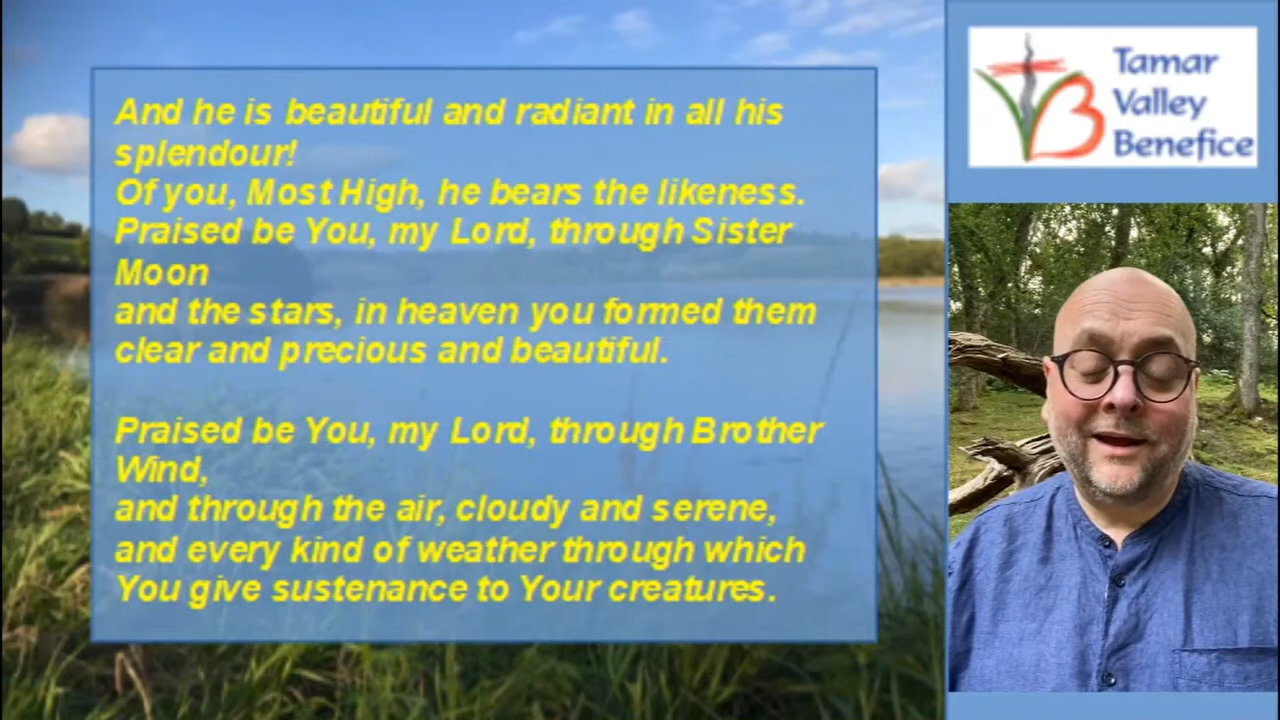 And he is beautiful and radiant in all his
splendour!
Of you, Most High, he bears the likeness.
Praised be You, my Lord, through Sister
Moon
and the stars, in heaven you formed them
clear and precious and beautiful.
Praised be You, my Lord, through Brother
Wind,
and through the air, cloudy and serene,
and every kind of weather through which
You give sustenance to Your creatures.
Tamar
Valley
Benefice